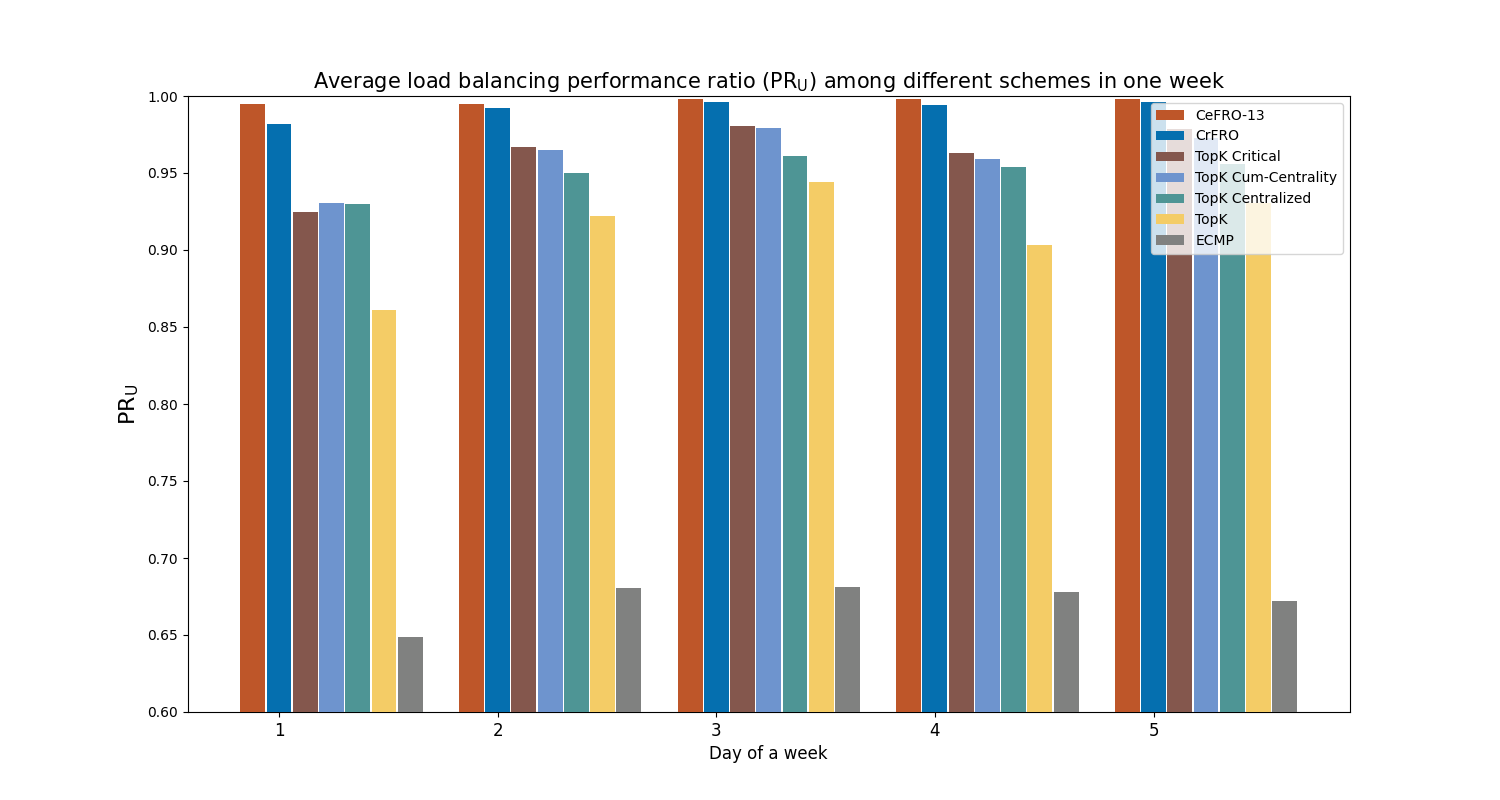 Average load balancing performance ratio (PRU) among different schemes in one week
1.00
0.95
0.90
0.85
0.80
0.75
0.70
0.65
0.60
PRU
CeFRO-13
CrFRO
TopK Critical
TopK Cum-Centrality
TopK Centralized
TopK
ECMP
1 2 3 4 5
Day of a week